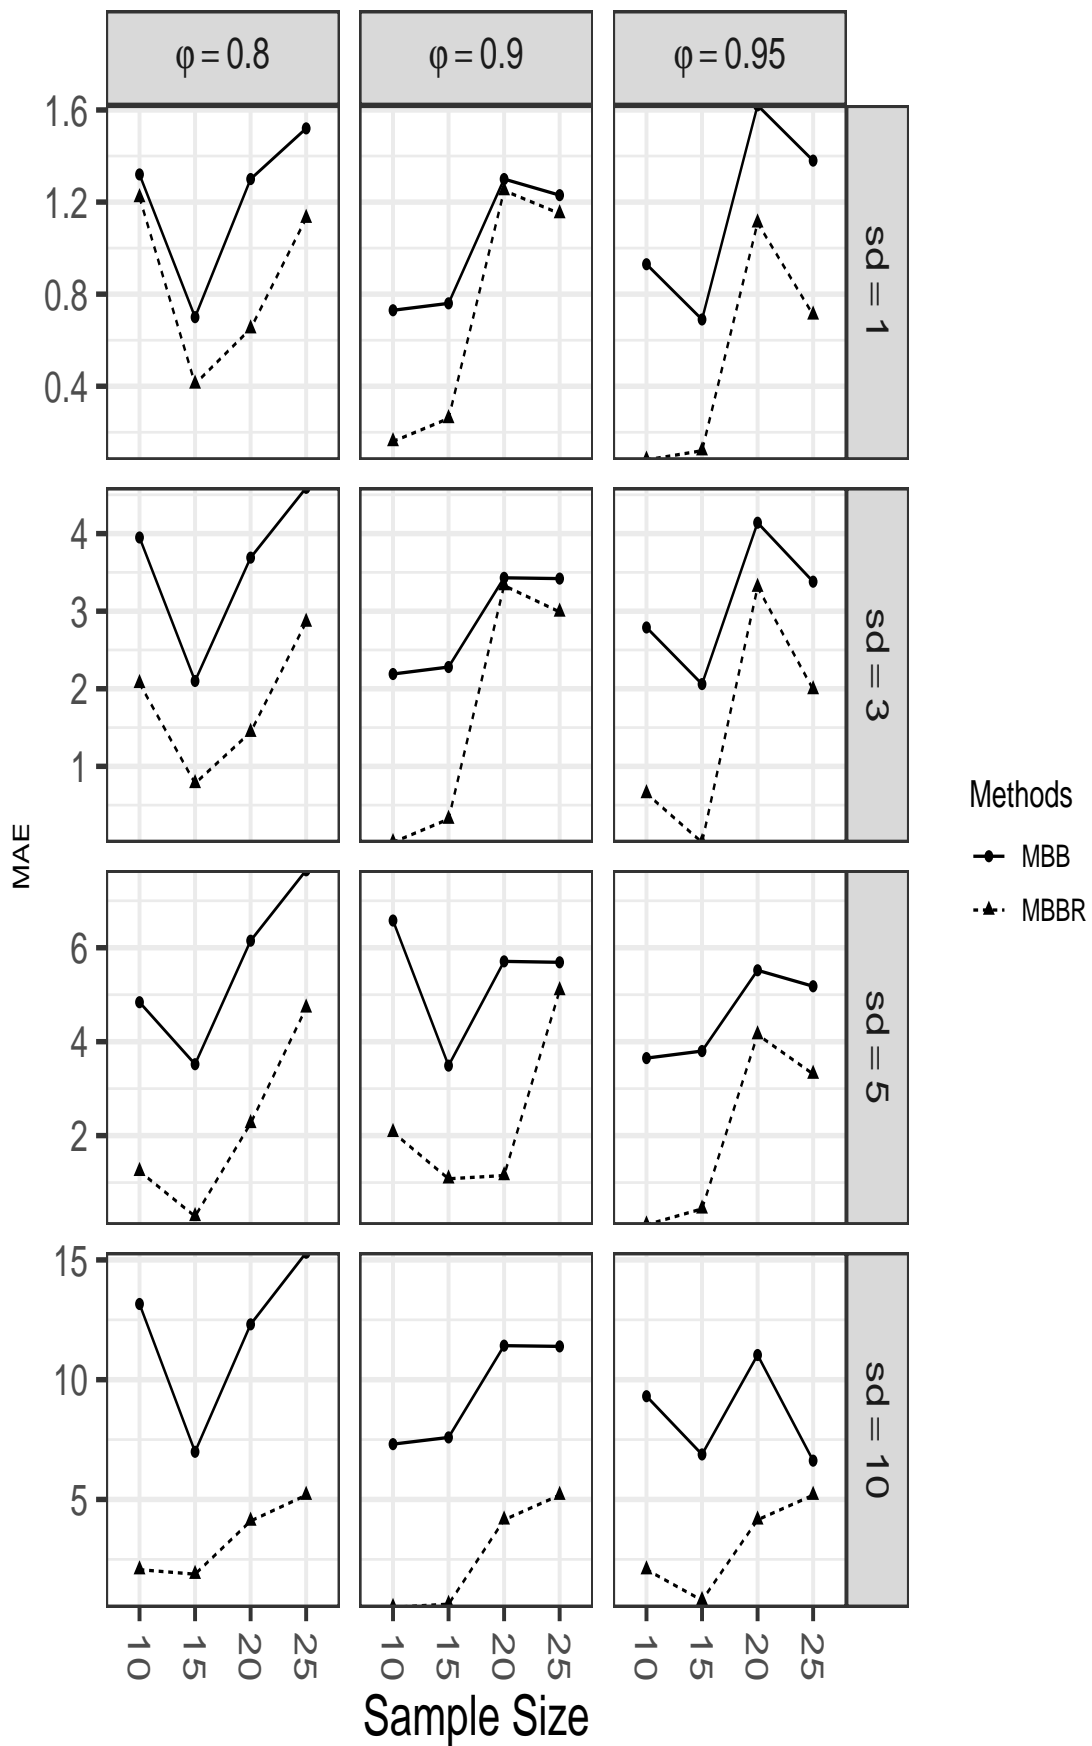 φ = 0.8
φ = 0.9
φ = 0.95
1.6
1.2
0.8
0.4
sd = 1
4
3
2
1
sd = 3
MAE
6
4
2
sd = 5
15
10
5
sd = 10
10
15
20
25
10
15
20
25
10
15
20
25
Sample Size
Methods
MBB
MBBR